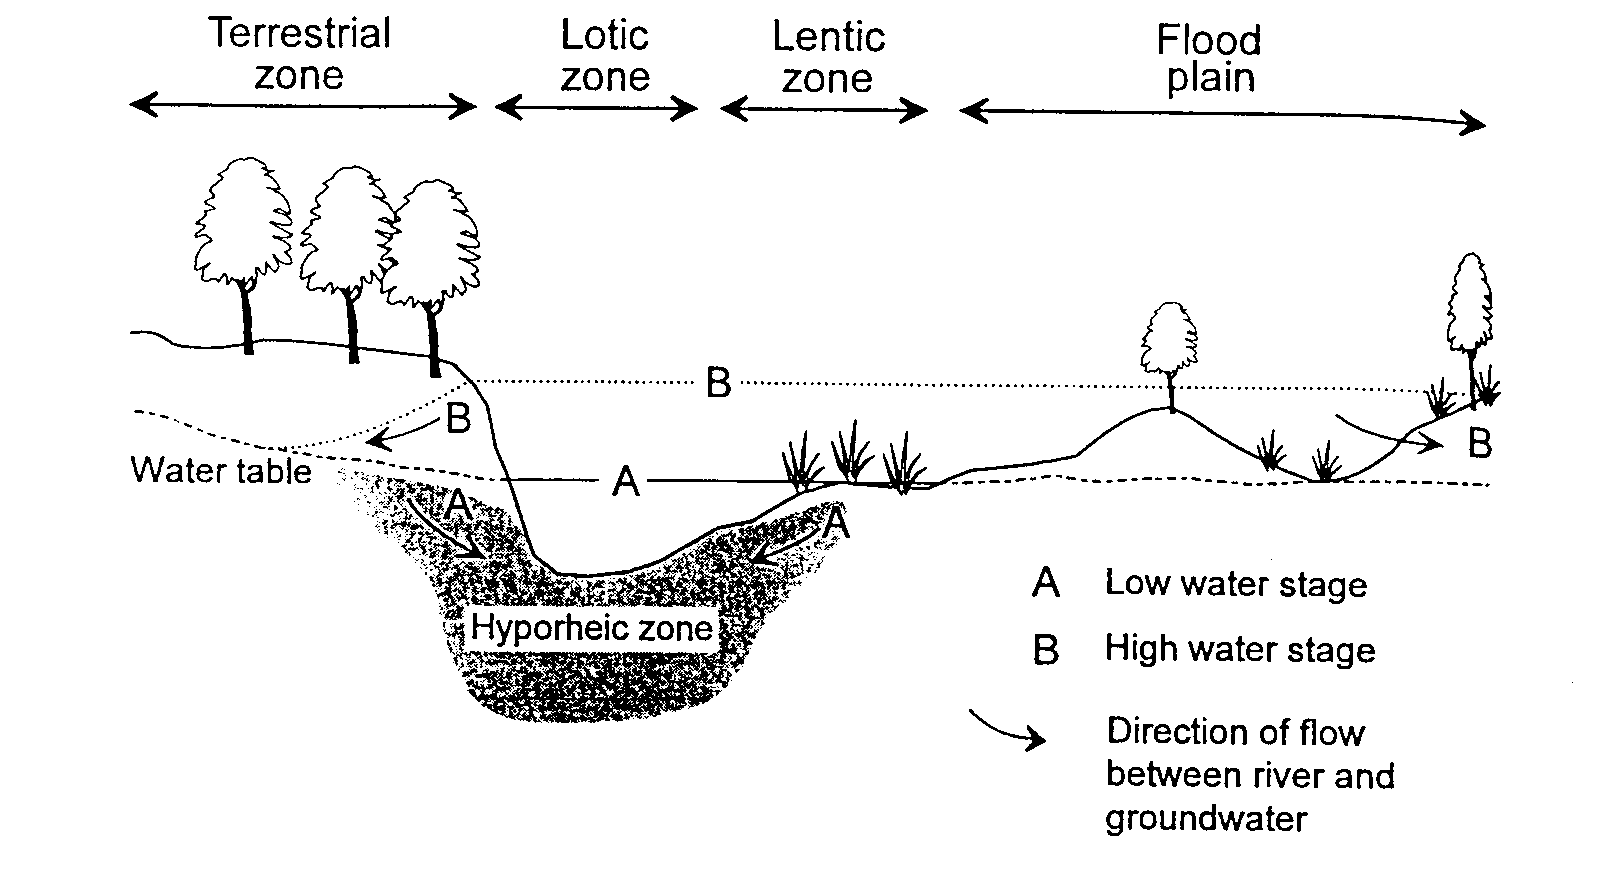 Terrestrial
zone
Lotic
zone
Lentic
zone
Flood
plain
B
B
B
Water table
A
A
A
Hyporheic zone
A Low water stage
B High water stage
Direction of flow
between river and
groundwater